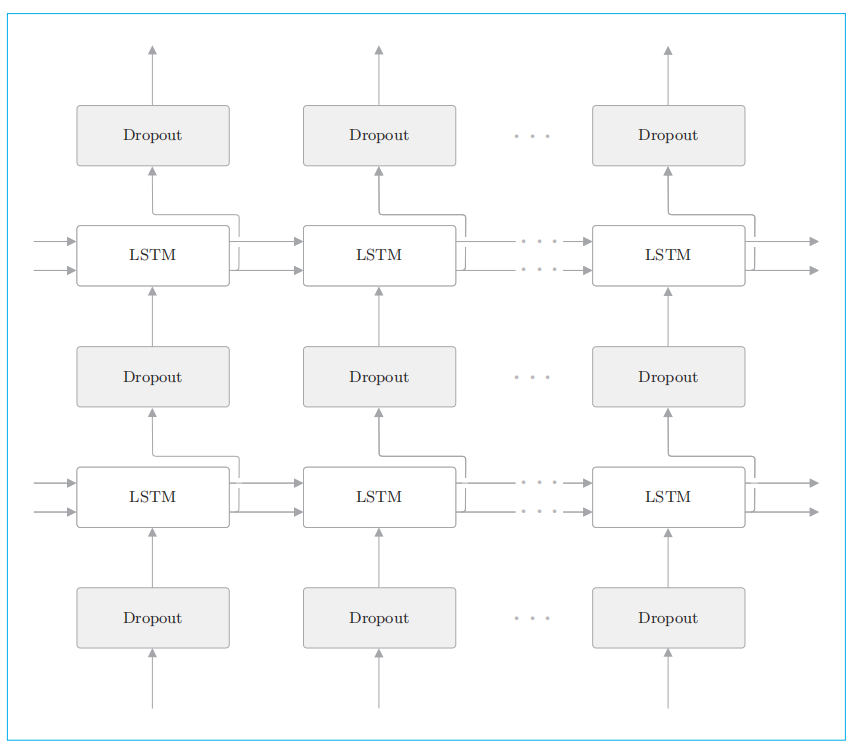 Dropout Dropout . . . Dropout
LSTM LSTM . . . LSTM
. . .
Dropout Dropout . . . Dropout
LSTM LSTM . . . LSTM
. . .
Dropout Dropout . . . Dropout